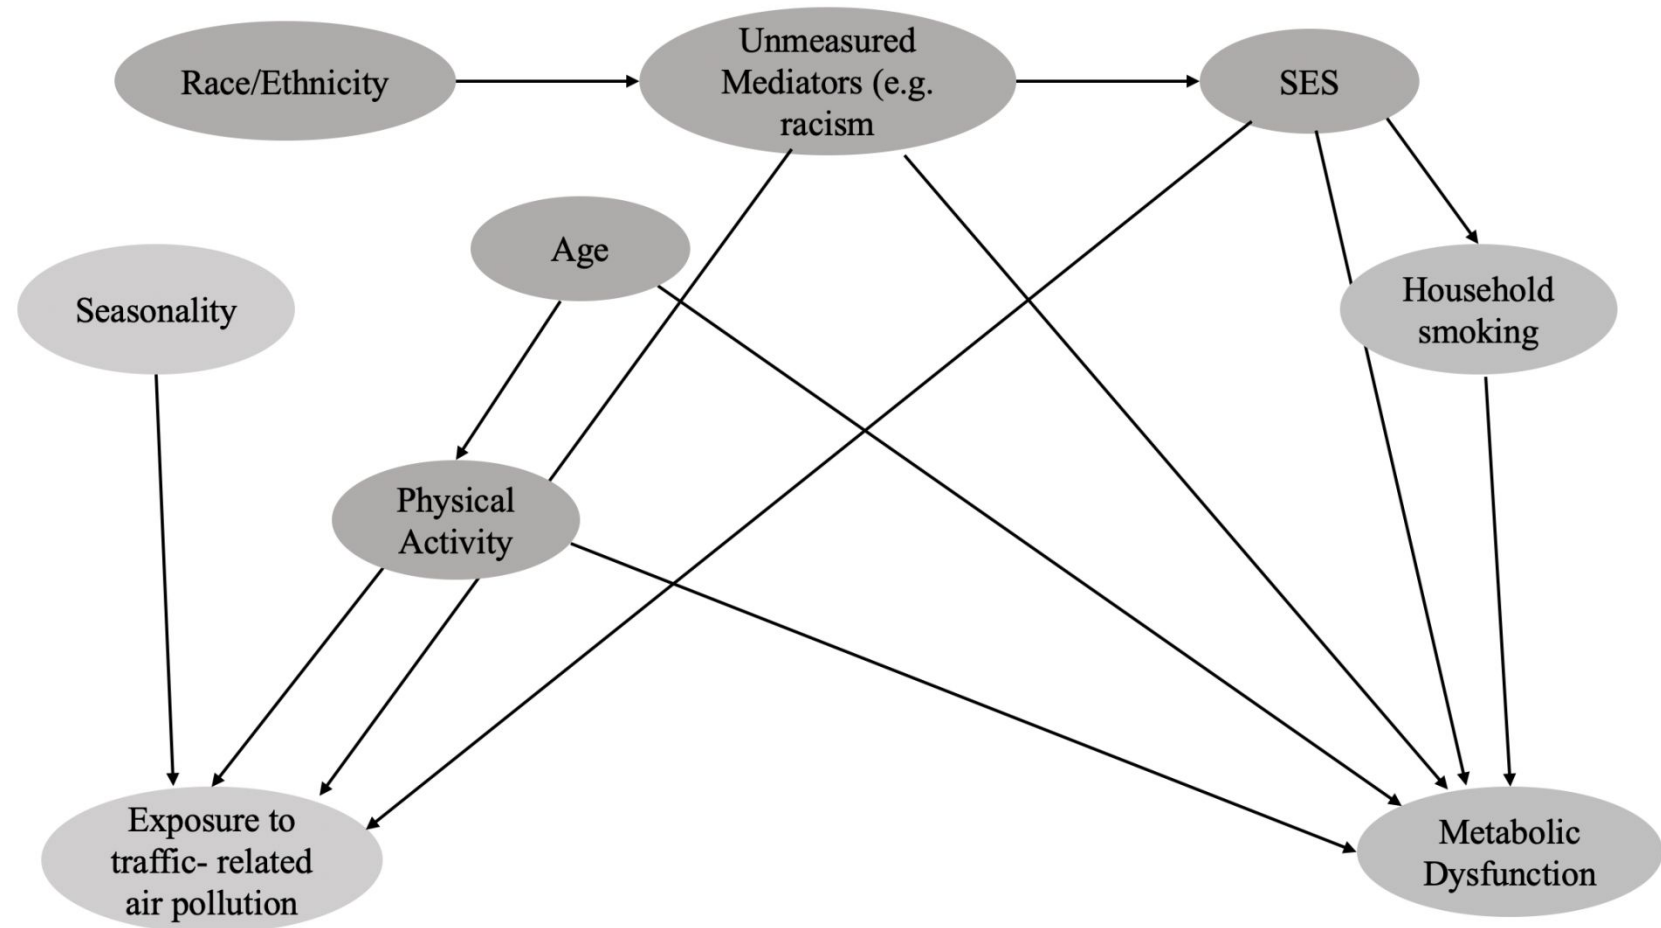 Race/Ethnicity
Unmeasured
Mediators (e.g.
racism
SES
Age
Seasonality
Household
smoking
Physical
Activity
Exposure to
traffic- related
air pollution
Metabolic
Dysfunction